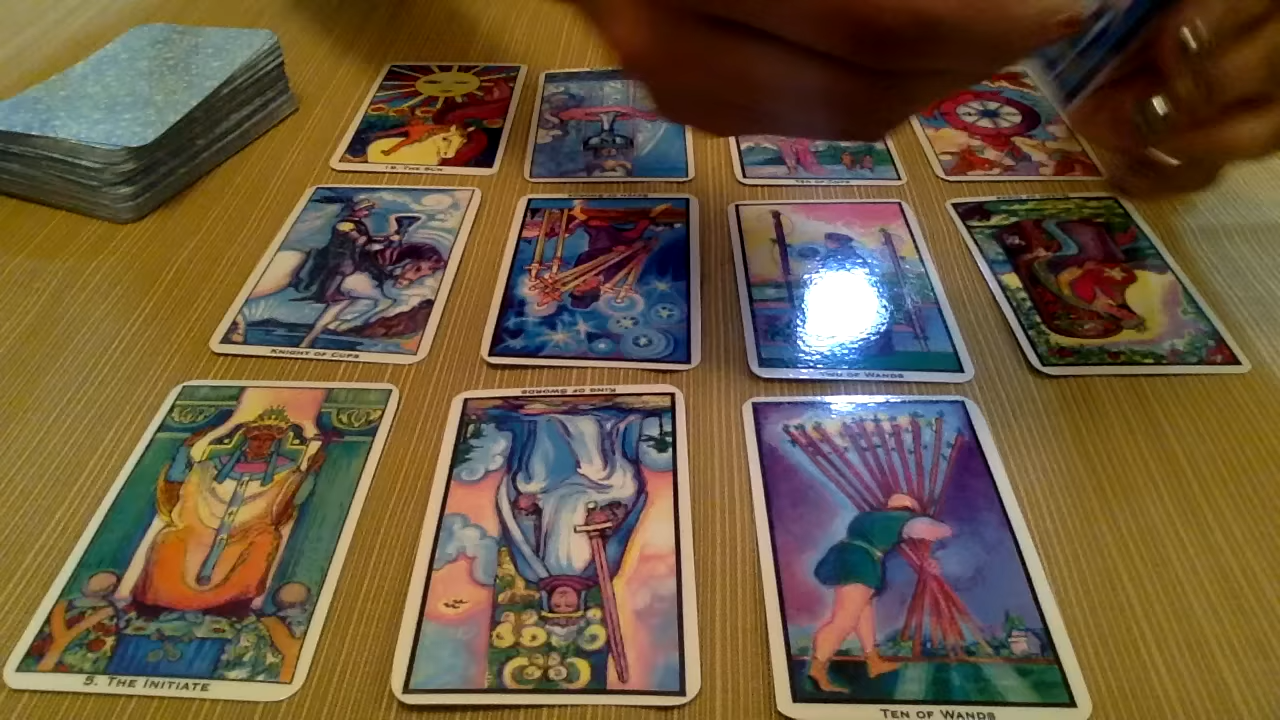 19. THE SUN
TEN OF CUPS
KNIGHT OF CUPS
TWO OF WANDS
5. THE INITIATE
KING OF SWORDS
TEN OF WANDS